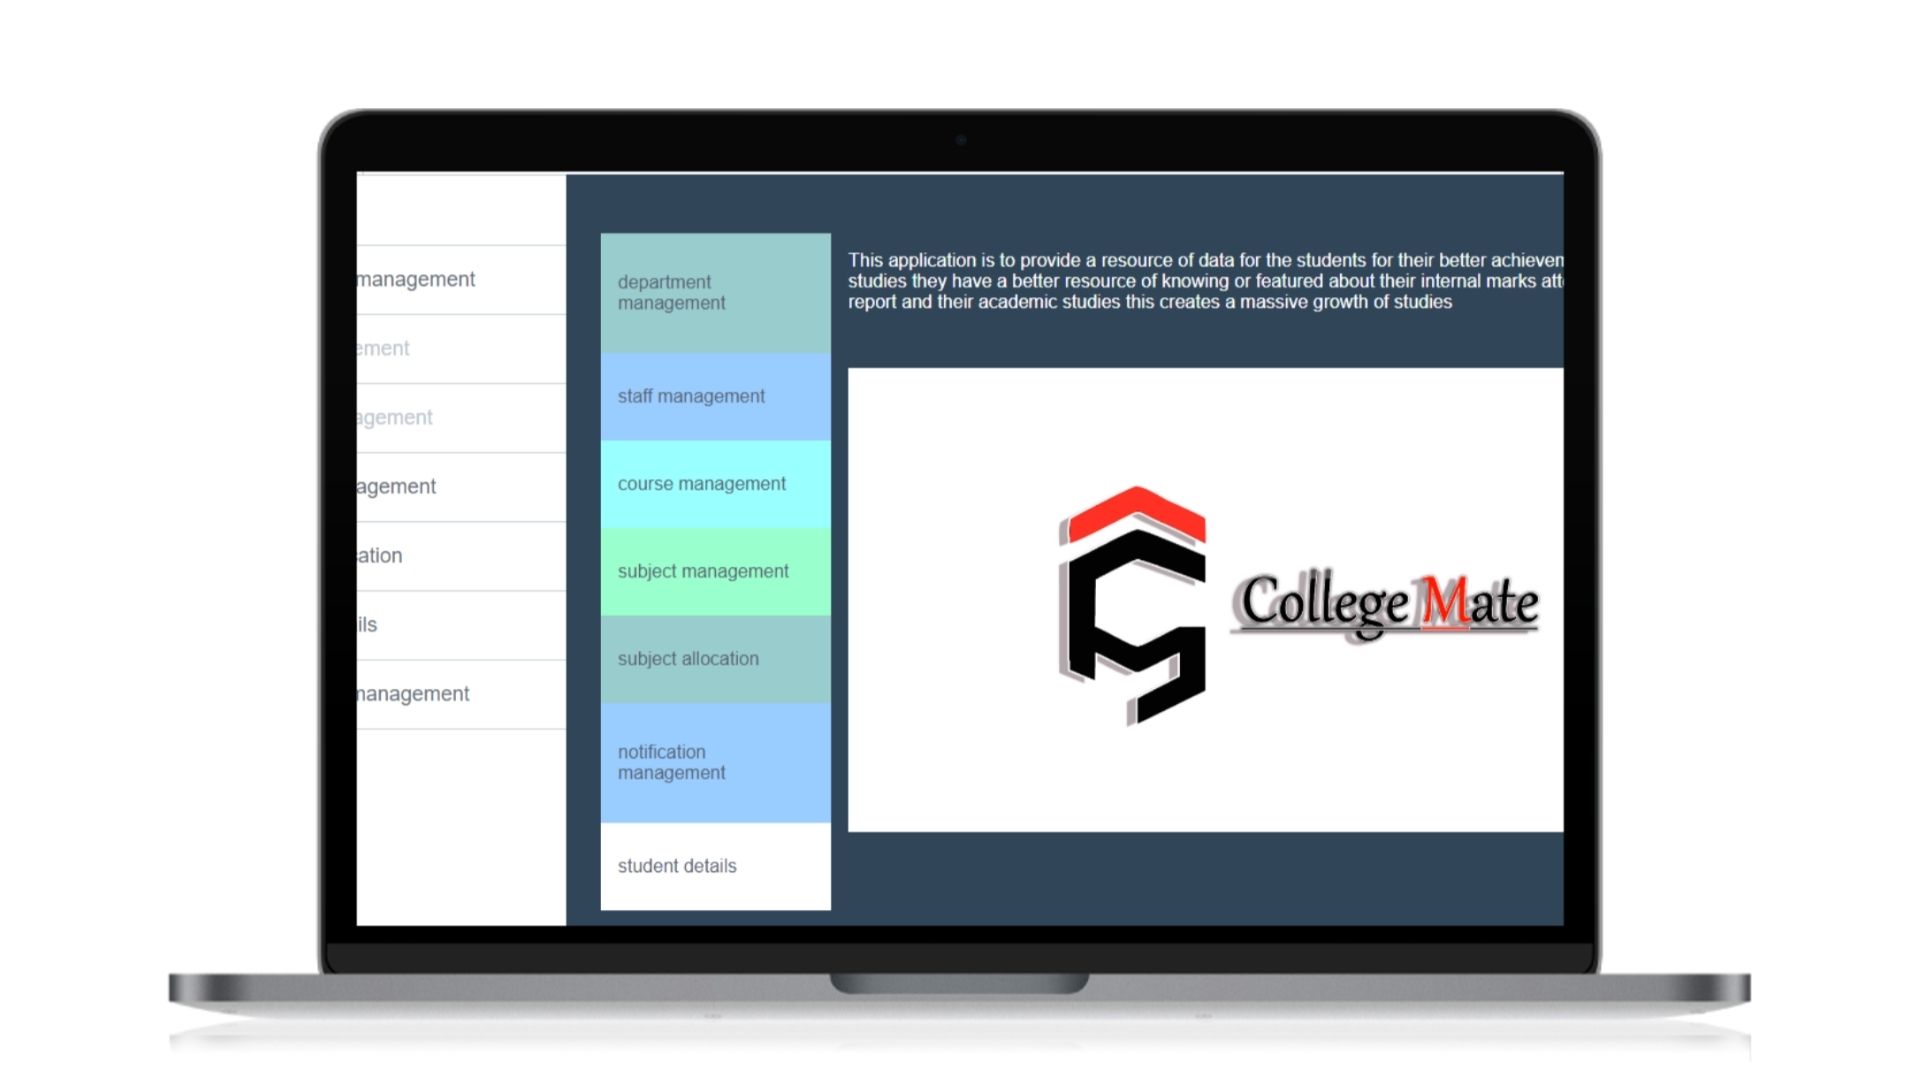 management
ement
agement
agement
ation
ils
management
department
management
staff management
course management
subject management
subject allocation
notification
management
student details
This application is to provide a resource of data for the students for their better achievem
studies they have a better resource of knowing or featured about their internal marks att
report and their academic studies this creates a massive growth of studies
College Mate